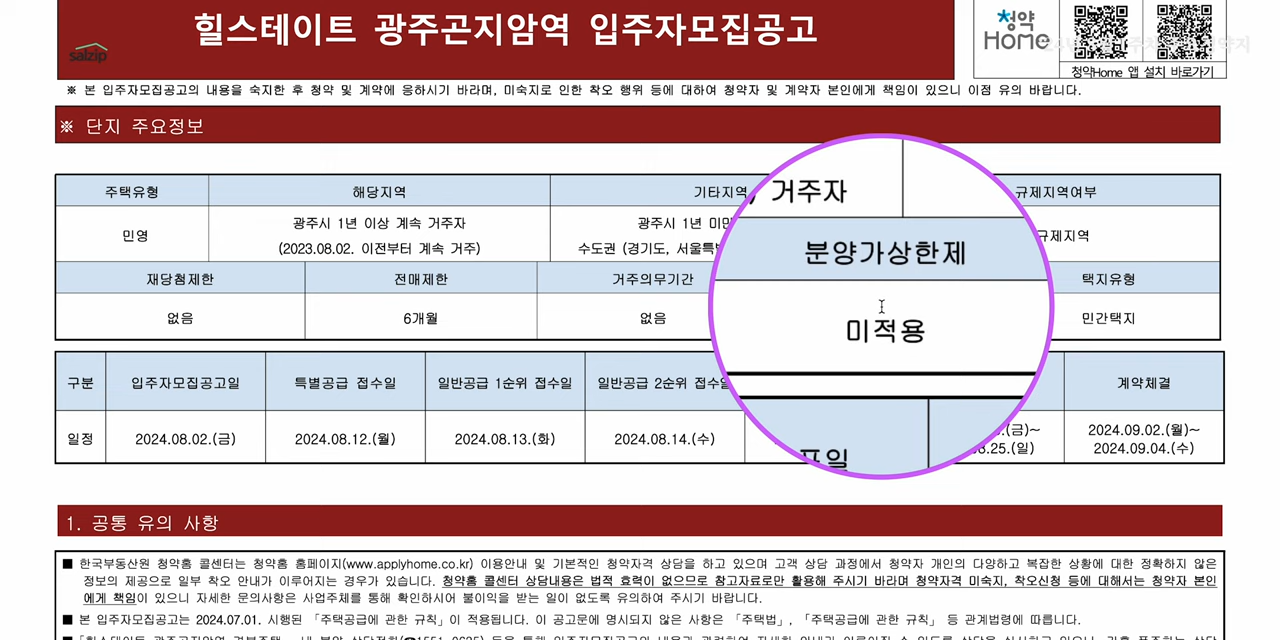 힐스테이트 광주곤지암역 입주자모집공고
salzip
청약
Home
청약Home 앱 설치 바로가기
※ 본 입주자모집공고의 내용을 숙지한 후 청약 및 계약에 응하시기 바라며, 미숙지로 인한 착오 행위 등에 대하여 청약자 및 계약자 본인에게 책임이 있으니 이점 유의 바랍니다.
※ 단지 주요정보
주택유형 해당지역 기타지역 규제지역여부
민영
광주시 1년 이상 계속 거주자
(2023.08.02. 이전부터 계속 거주)
광주시 1년 미만
수도권 (경기도, 서울특별
거주자
규제지역
재당첨제한 전매제한 거주의무기간 분양가상한제 택지유형
없음 6개월 없음 미적용 민간택지
구분 입주자모집공고일 특별공급 접수일 일반공급 1순위 접수일 일반공급 2순위 접수일 표일 계약체결
일정 2024.08.02.(금) 2024.08.12.(월) 2024.08.13.(화) 2024.08.14.(수)
.(금)~
.25.(일)
2024.09.02.(월)~
2024.09.04.(수)
1. 공통 유의 사항
■ 한국부동산원 청약홈 콜센터는 청약홈 홈페이지(www.applyhome.co.kr) 이용안내 및 기본적인 청약자격 상담을 하고 있으며 고객 상담 과정에서 청약자 개인의 다양하고 복잡한 상황에 대한 정확하지 않은
정보의 제공으로 일부 착오 안내가 이루어지는 경우가 있습니다. 청약홈 콜센터 상담내용은 법적 효력이 없으므로 참고자료로만 활용해 주시기 바라며 청약자격 미숙지, 착오신청 등에 대해서는 청약자 본인
에게 책임이 있으니 자세한 문의사항은 사업주체를 통해 확인하시어 불이익을 받는 일이 없도록 유의하여 주시기 바랍니다.
■ 본 입주자모집공고는 2024.07.01. 시행된 「주택공급에 관한 규칙」이 적용됩니다. 이 공고문에 명시되지 않은 사항은 「주택법」, 「주택공급에 관한 규칙」 등 관계법령에 따릅니다.